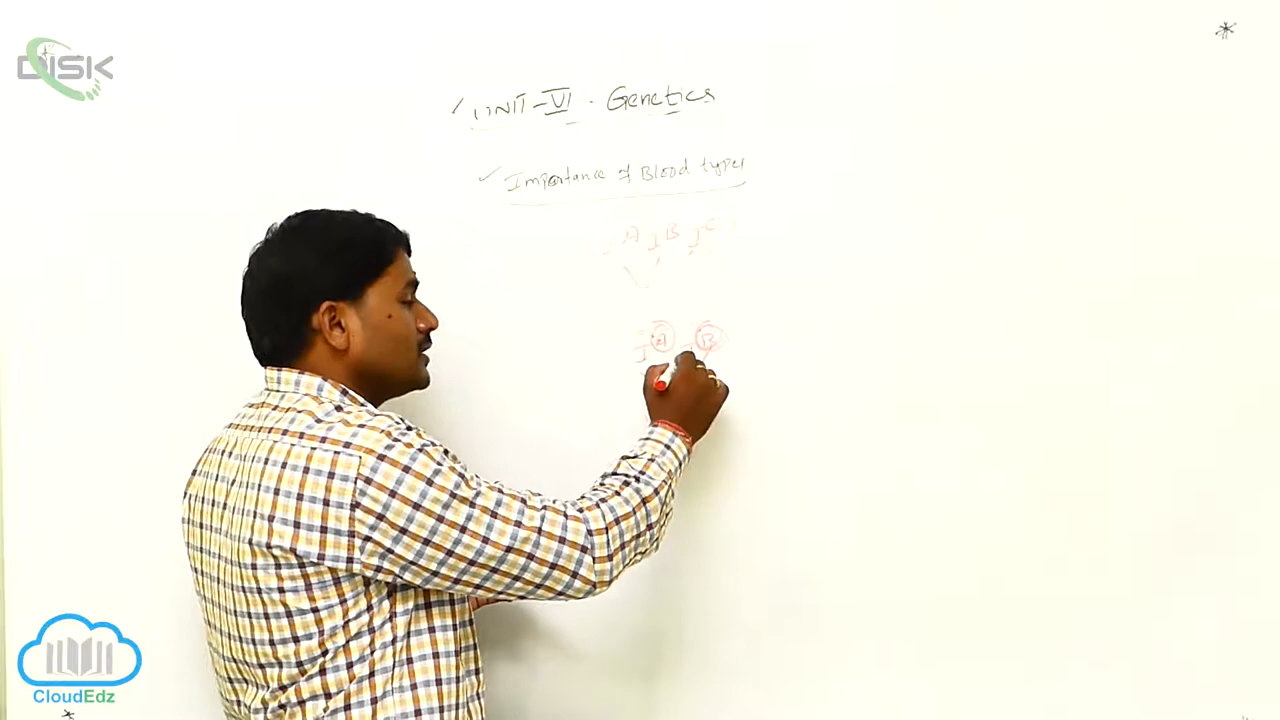 DISK
UNIT-VI . Genetics
Importance of Blood types
I^A I^B I^O
I^A I^B
CloudEdz